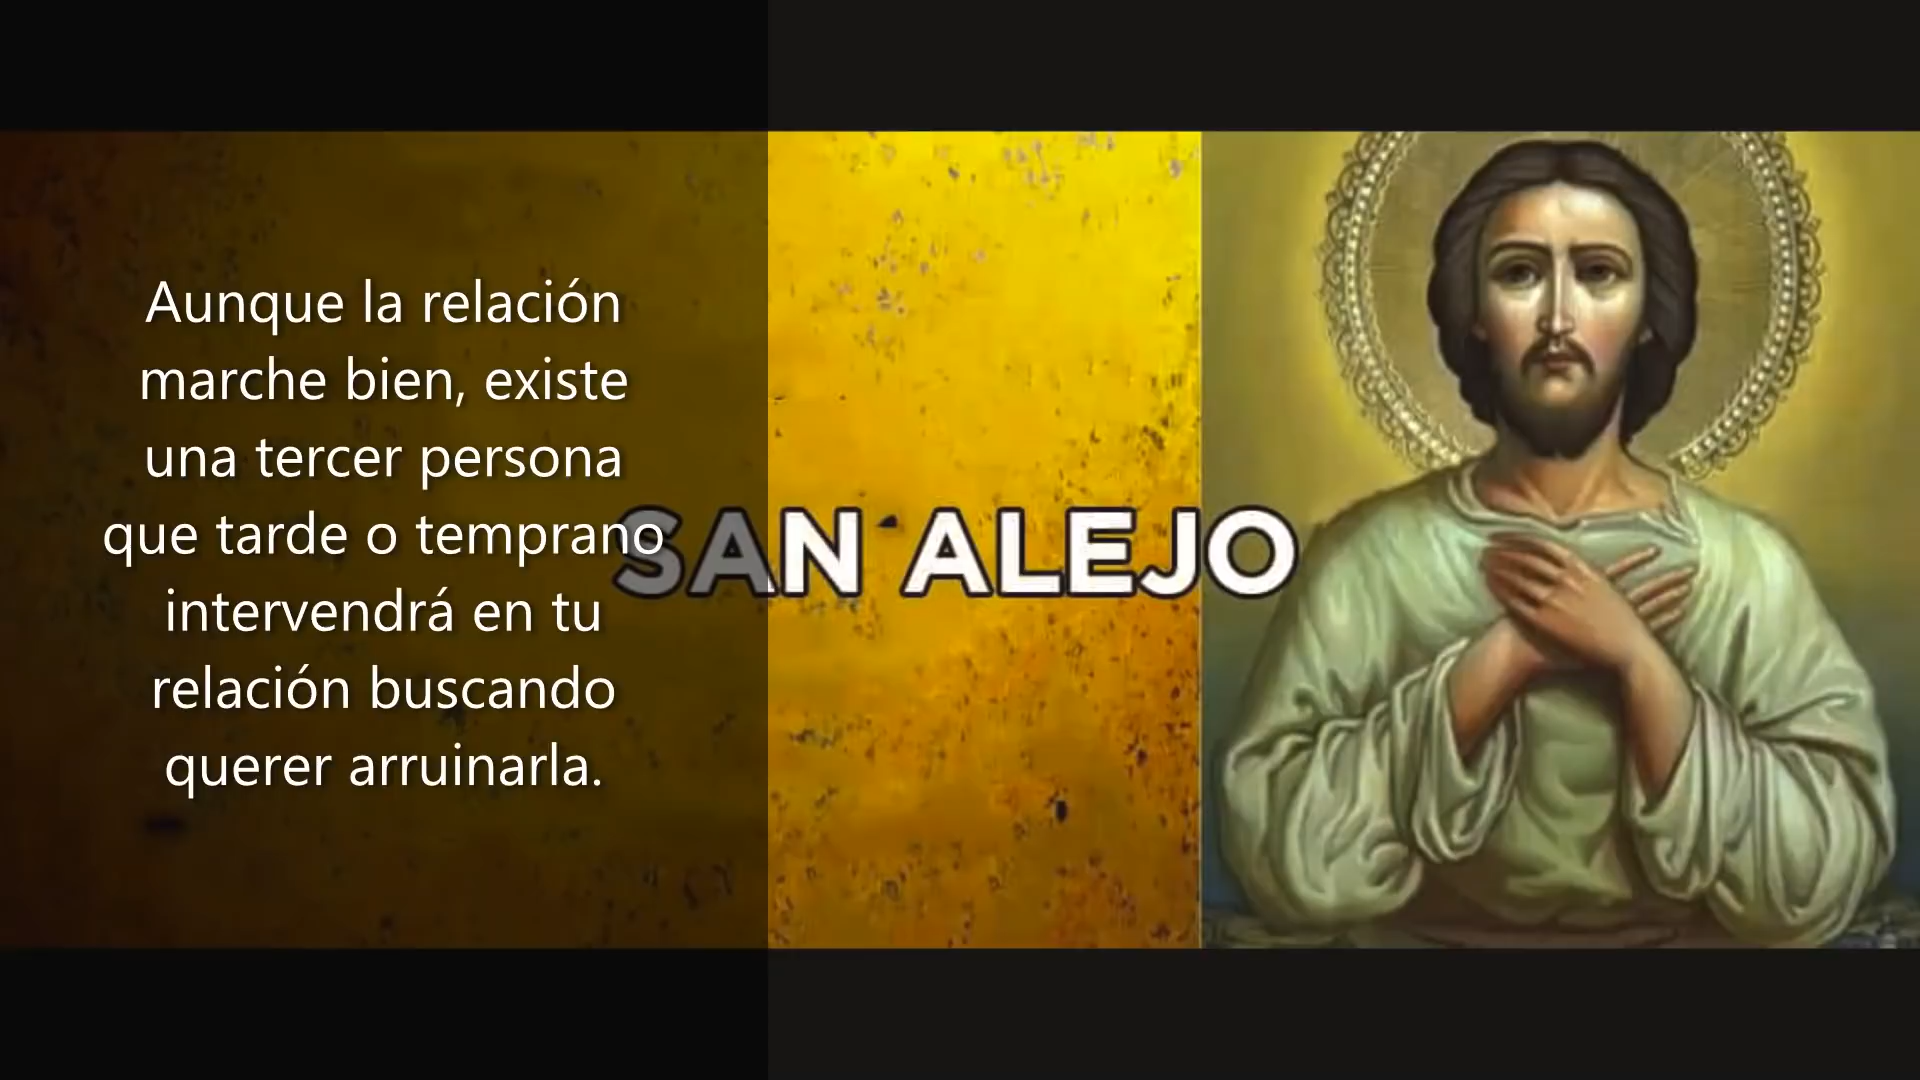 Aunque la relación
marche bien, existe
una tercer persona
que tarde o temprano
intervendrá en tu
relación buscando
querer arruinarla.
SAN ALEJO